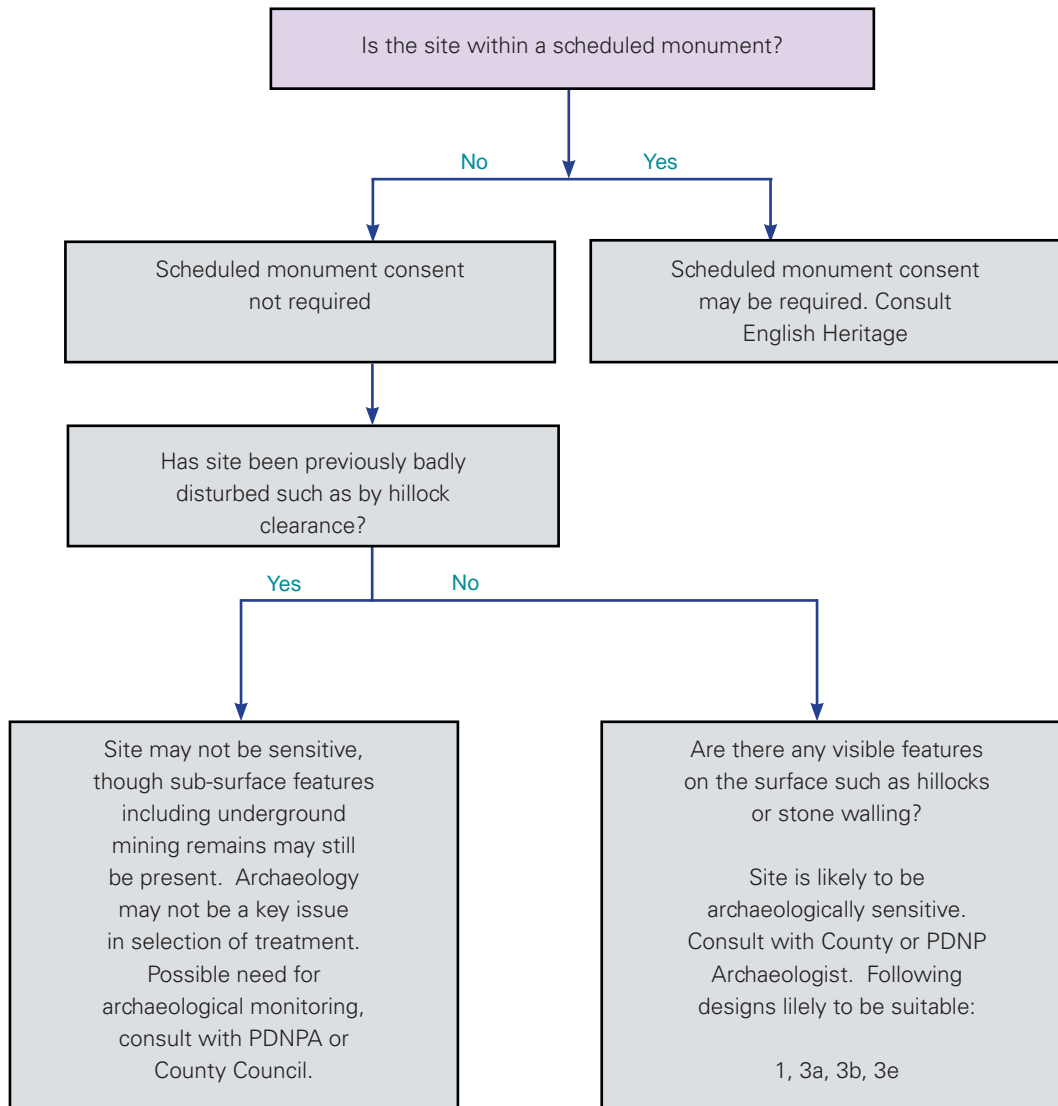 Is the site within a scheduled monument?
No
Yes
Scheduled monument consent
not required
Scheduled monument consent
may be required. Consult
English Heritage
Has site been previously badly
disturbed such as by hillock
clearance?
Yes
No
Site may not be sensitive,
though sub-surface features
including underground
mining remains may still
be present. Archaeology
may not be a key issue
in selection of treatment.
Possible need for
archaeological monitoring,
consult with PDNPA or
County Council.
Are there any visible features
on the surface such as hillocks
or stone walling?
Site is likely to be
archaeologically sensitive.
Consult with County or PDNP
Archaeologist. Following
designs lilely to be suitable:
1, 3a, 3b, 3e